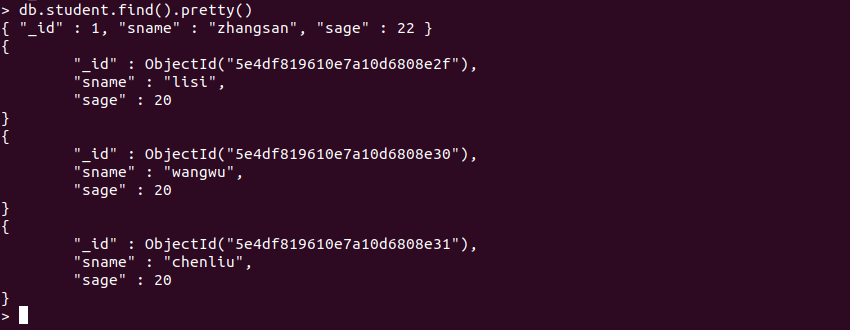 > db.student.find().pretty()
{ "_id" : 1, "sname" : "zhangsan", "sage" : 22 }
{
        "_id" : ObjectId("5e4df819610e7a10d6808e2f"),
        "sname" : "lisi",
        "sage" : 20
}
{
        "_id" : ObjectId("5e4df819610e7a10d6808e30"),
        "sname" : "wangwu",
        "sage" : 20
}
{
        "_id" : ObjectId("5e4df819610e7a10d6808e31"),
        "sname" : "chenliu",
        "sage" : 20
}
>